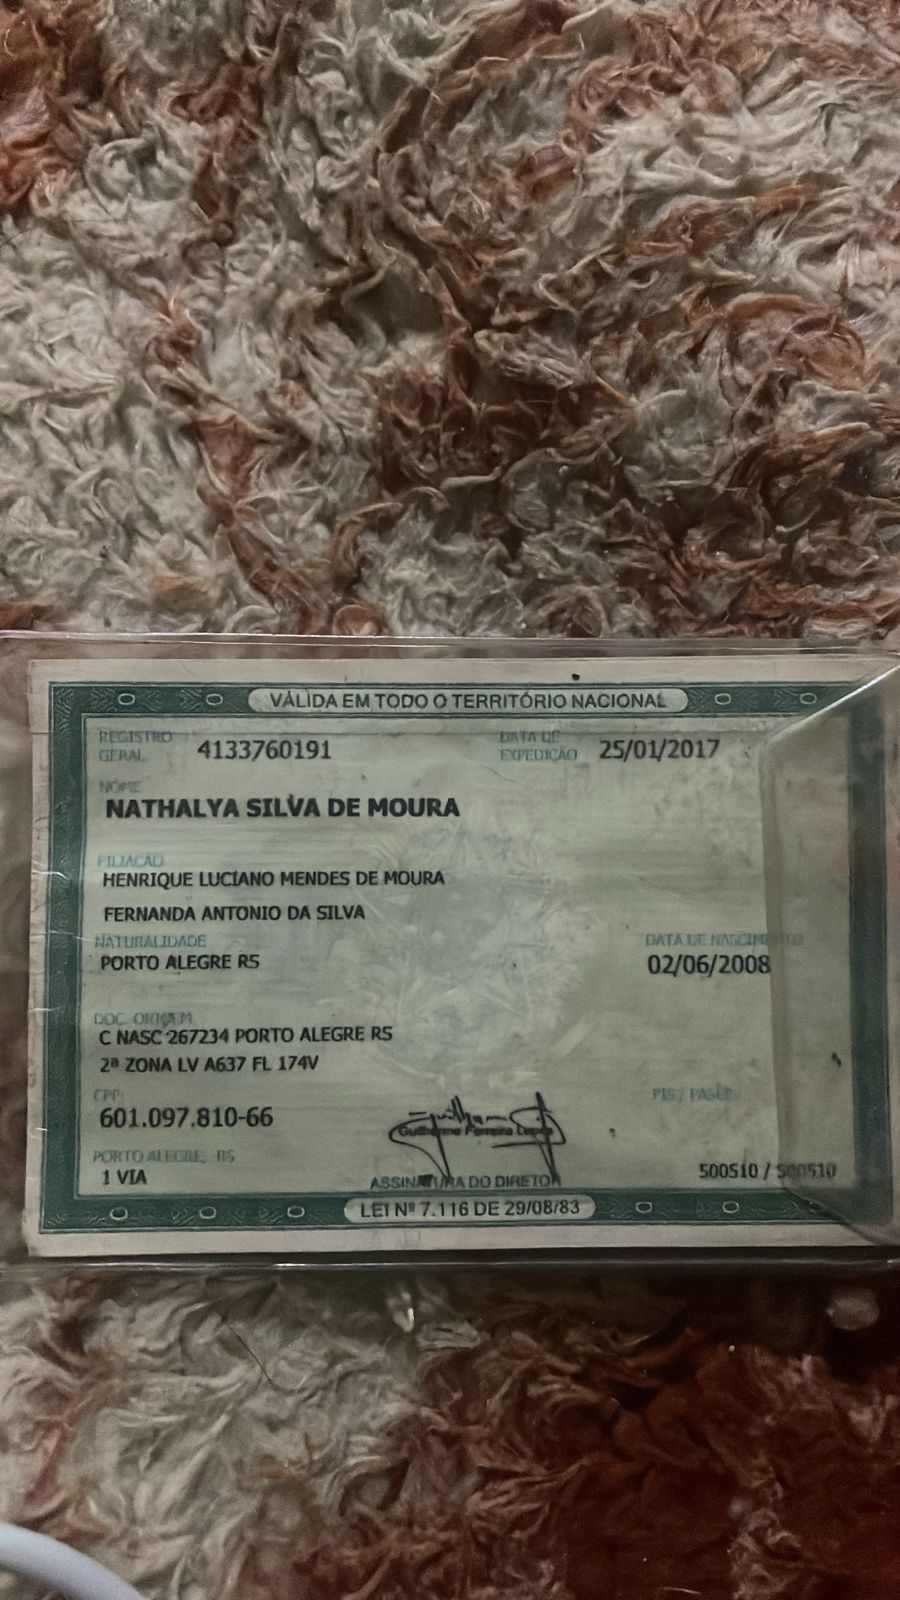 VÁLIDA EM TODO O TERRITÓRIO NACIONAL
REGISTRO GERAL 4133760191 DATA DE EXPEDIÇÃO 25/01/2017
NOME
NATHALYA SILVA DE MOURA
FILIAÇÃO
HENRIQUE LUCIANO MENDES DE MOURA
FERNANDA ANTONIO DA SILVA
NATURALIDADE DATA DE NASCIMENTO
PORTO ALEGRE RS 02/06/2008
DOC. ORIGEM
C NASC 267234 PORTO ALEGRE RS
2ª ZONA LV A637 FL 174V
CPF PIS / PASEP
601.097.810-66
Guilherme Ferreira Lopes
PORTO ALEGRE, RS
1 VIA 500510 / 500510
ASSINATURA DO DIRETOR
LEI Nº 7.116 DE 29/08/83